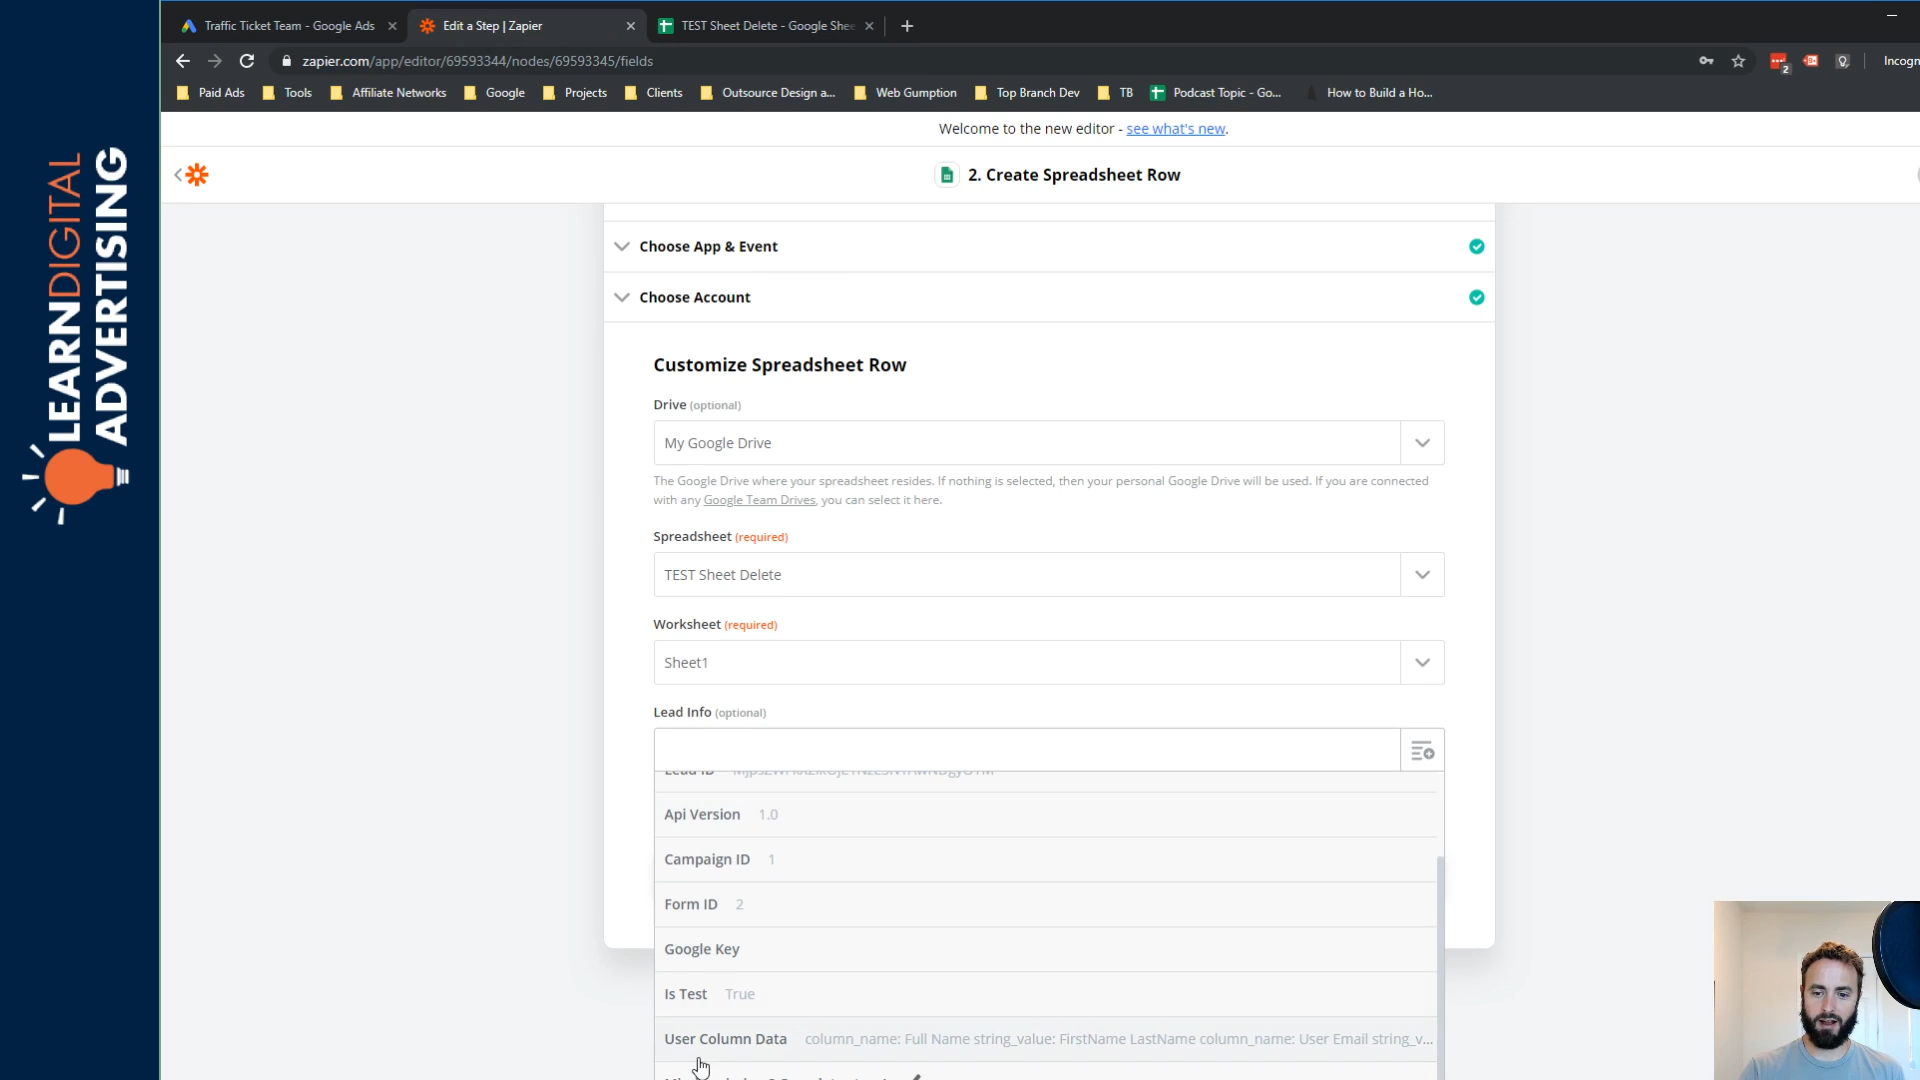 Traffic Ticket Team - Google Ads
Edit a Step | Zapier
TEST Sheet Delete - Google Shee
zapier.com/app/editor/69593344/nodes/69593345/fields
2
Incogn
Paid Ads Tools Affiliate Networks Google Projects Clients Outsource Design a... Web Gumption Top Branch Dev TB Podcast Topic - Go... How to Build a Ho...
Welcome to the new editor - see what's new.
2. Create Spreadsheet Row
LEARNDIGITAL
ADVERTISING
Choose App & Event
Choose Account
Customize Spreadsheet Row
Drive (optional)
My Google Drive
The Google Drive where your spreadsheet resides. If nothing is selected, then your personal Google Drive will be used. If you are connected
with any Google Team Drives, you can select it here.
Spreadsheet (required)
TEST Sheet Delete
Worksheet (required)
Sheet1
Lead Info (optional)
Lead ID
Api Version 1.0
Campaign ID 1
Form ID 2
Google Key
Is Test True
User Column Data column_name: Full Name string_value: FirstName LastName column_name: User Email string_v...